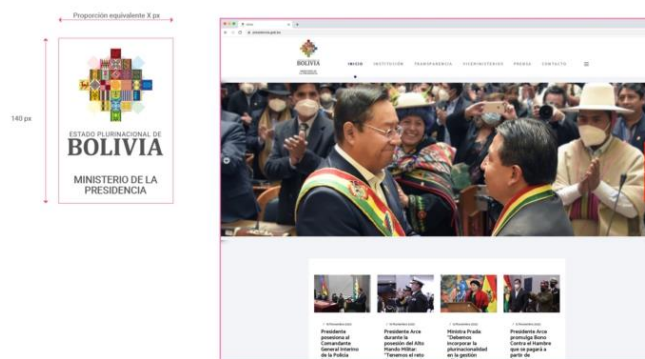 Proporción equivalente X px
140 px
ESTADO PLURINACIONAL DE
BOLIVIA
MINISTERIO DE LA
PRESIDENCIA
BOLIVIA
INICIO INSTITUCIÓN TRANSPARENCIA VICEMINISTERIOS PRENSA CONTACTO
Presidente
posesiona al
Comandante
General Interino
de la Policía
Presidente Arce
durante la
posesión del Alto
Mando Militar:
"Tenemos el reto
Ministra Prada:
"Debemos
incorporar la
plurinacionalidad
en la gestión
Presidente Arce
promulga Bono
Contra el Hambre
que se pagará a
partir de